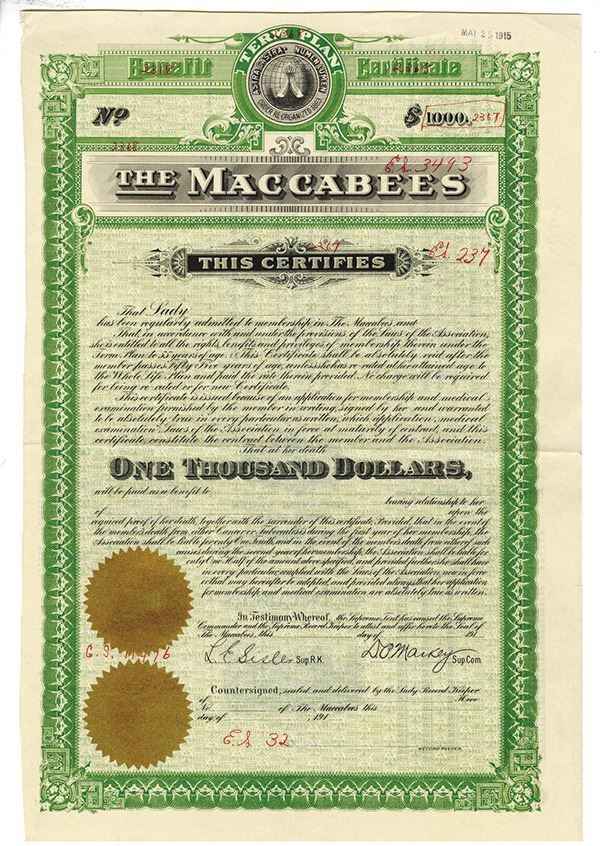 MAY 25 1915
TERM PLAN
Benefit Certificate
ASTRA CASTRA NUMEN LUMEN
ORDER RE-ORGANIZED 1883
No
$ 1000. 2367
2368
E.S. 3493
THE MACCABEES
2367
E.S. 237
THIS CERTIFIES
That Lady
has been regularly admitted to membership in The Maccabees and
That, in accordance with and under the provisions of the Laws of the Association,
she is entitled to all the rights, benefits and privileges of membership therein under the
Term Plan to 55 years of age. This Certificate shall be absolutely void after the
member passes Fifty Five years of age, unless she has re-rated at her attained age to
the Whole Life Plan and paid the rate therein provided. No charge will be required
for being re-rated or for new Certificate.
This certificate is issued because of an application for membership and medical
examination furnished by the member in writing, signed by her and warranted
to be absolutely true in every particular as written, which application, medical
examination, Laws of the Association in force at maturity of contract, and this
certificate constitute the contract between the member and the Association.
That at her death
ONE THOUSAND DOLLARS,
will be paid as a benefit to
bearing relationship to her
of upon the
required proof of her death, together with the surrender of this certificate. Provided, that in the event of
the member's death from either Cancer or Tuberculosis during the first year of her membership, the
Association shall be liable for only One Tenth, and in the event of the member's death from either of such
causes during the second year of her membership, the Association shall be liable for
only One Half of the amount above specified, and provided further she shall have
in every particular complied with the Laws of the Association, now in force
or that may hereafter be adopted, and provided always that her application
for membership and medical examination are absolutely true as written.
In Testimony Whereof, the Supreme Tent has caused the Supreme
Commander and the Supreme Record Keeper to attest and affix hereto the Seal of
The Maccabees, this day of 191
L.E. Sisler Sup R.K. D.P. Markey Sup Com.
Countersigned, sealed and delivered by the Lady Record Keeper
of Hive
No. of The Maccabees this
day of , 191
E.S. 32
RECORD KEEPER.